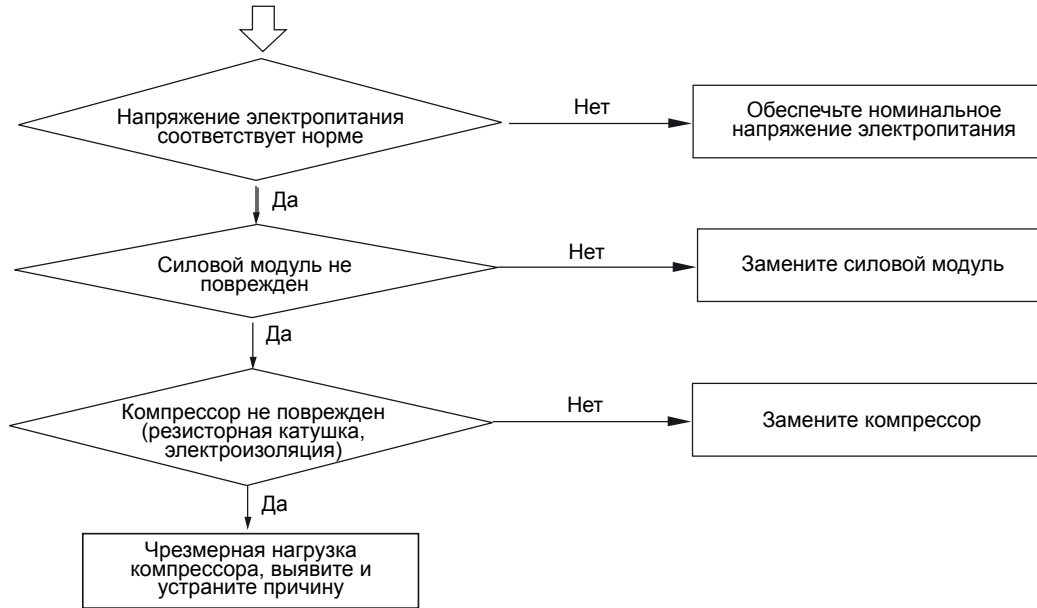 Напряжение электропитания
соответствует норме
Нет
Обеспечьте номинальное
напряжение электропитания
Да
Силовой модуль не
поврежден
Нет
Замените силовой модуль
Да
Компрессор не поврежден
(резисторная катушка,
электроизоляция)
Нет
Замените компрессор
Да
Чрезмерная нагрузка
компрессора, выявите и
устраните причину